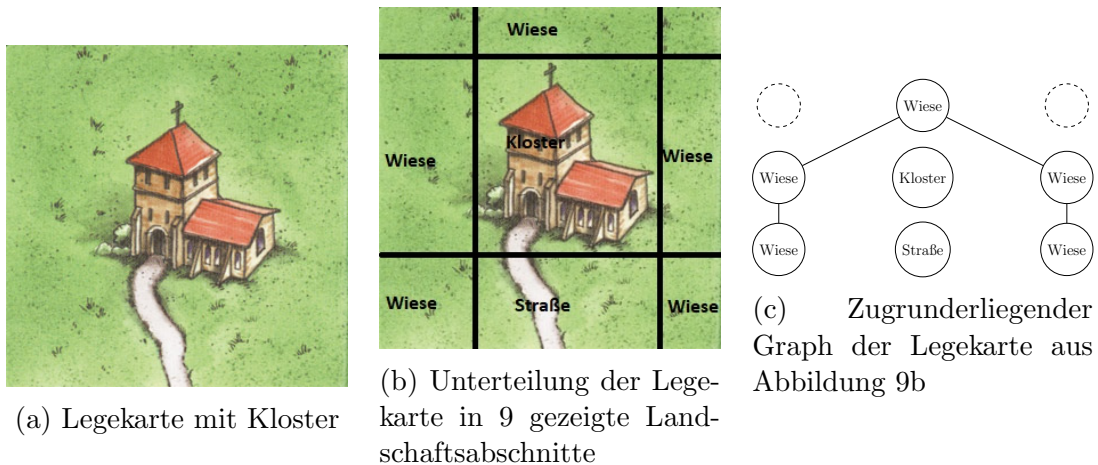 Wiese
Kloster
Wiese
Wiese
Wiese
Straße
Wiese
Wiese
Wiese
Kloster
Wiese
Wiese
Straße
Wiese
(a) Legekarte mit Kloster
(b) Unterteilung der Lege-
karte in 9 gezeigte Land-
schaftsabschnitte
(c) Zugrunderliegender
Graph der Legekarte aus
Abbildung 9b